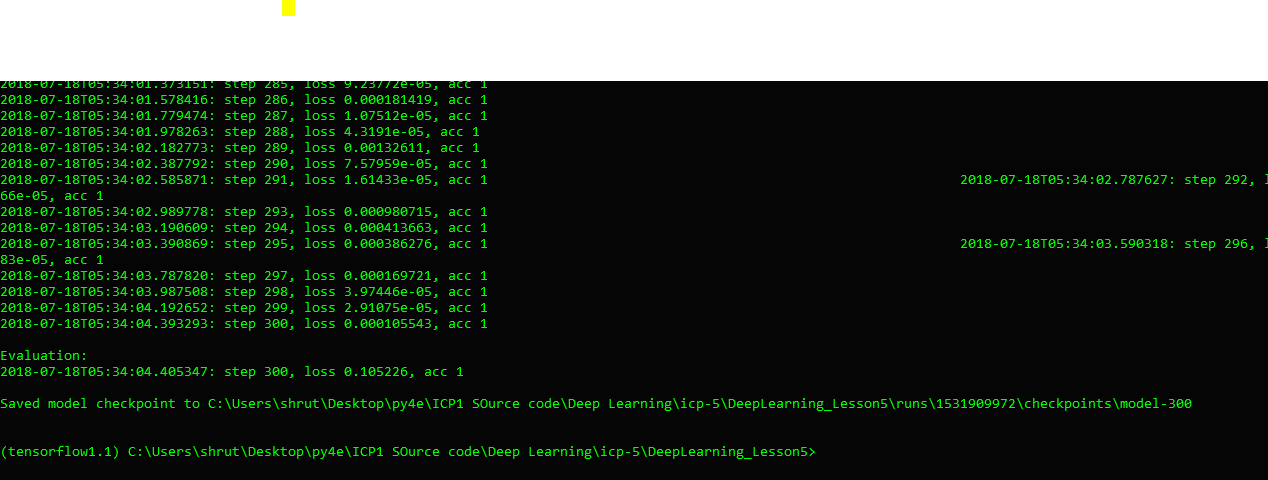 2018-07-18T05:34:01.373151: step 285, loss 9.23772e-05, acc 1
2018-07-18T05:34:01.578416: step 286, loss 0.000181419, acc 1
2018-07-18T05:34:01.779474: step 287, loss 1.07512e-05, acc 1
2018-07-18T05:34:01.978263: step 288, loss 4.3191e-05, acc 1
2018-07-18T05:34:02.182773: step 289, loss 0.00132611, acc 1
2018-07-18T05:34:02.387792: step 290, loss 7.57959e-05, acc 1
2018-07-18T05:34:02.585871: step 291, loss 1.61433e-05, acc 1 2018-07-18T05:34:02.787627: step 292,
66e-05, acc 1
2018-07-18T05:34:02.989778: step 293, loss 0.000980715, acc 1
2018-07-18T05:34:03.190609: step 294, loss 0.000413663, acc 1
2018-07-18T05:34:03.390869: step 295, loss 0.000386276, acc 1 2018-07-18T05:34:03.590318: step 296,
83e-05, acc 1
2018-07-18T05:34:03.787820: step 297, loss 0.000169721, acc 1
2018-07-18T05:34:03.987508: step 298, loss 3.97446e-05, acc 1
2018-07-18T05:34:04.192652: step 299, loss 2.91075e-05, acc 1
2018-07-18T05:34:04.393293: step 300, loss 0.000105543, acc 1
Evaluation:
2018-07-18T05:34:04.405347: step 300, loss 0.105226, acc 1
Saved model checkpoint to C:\Users\shrut\Desktop\py4e\ICP1 SOurce code\Deep Learning\icp-5\DeepLearning_Lesson5\runs\1531909972\checkpoints\model-300
(tensorflow1.1) C:\Users\shrut\Desktop\py4e\ICP1 SOurce code\Deep Learning\icp-5\DeepLearning_Lesson5>